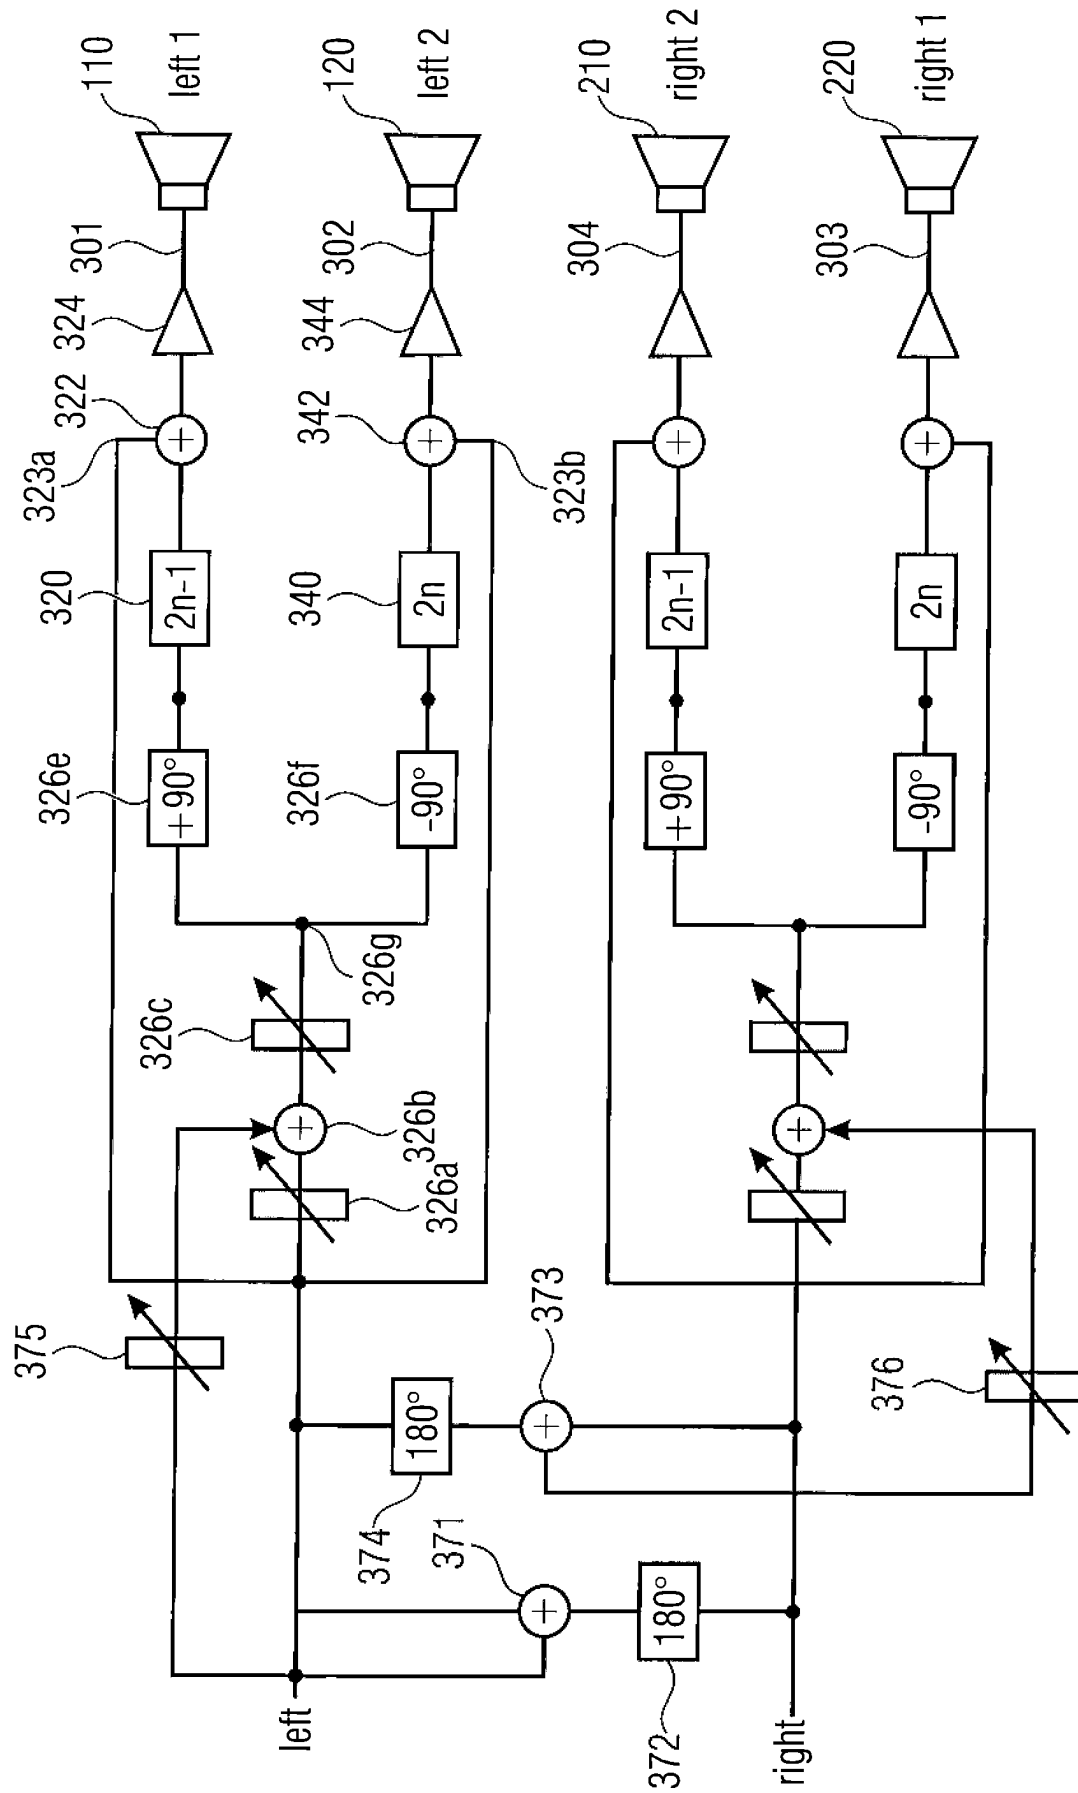 110
left 1
301
324
322
323a
320
2n-1
326e
+90°
120
left 2
302
344
342
323b
340
2n
326f
-90°
326g
326c
326b
326a
375
+
+
+
210
right 2
304
+
2n-1
+90°
220
right 1
303
+
2n
-90°
+
373
+
376
374
180°
371
+
372
180°
left
right